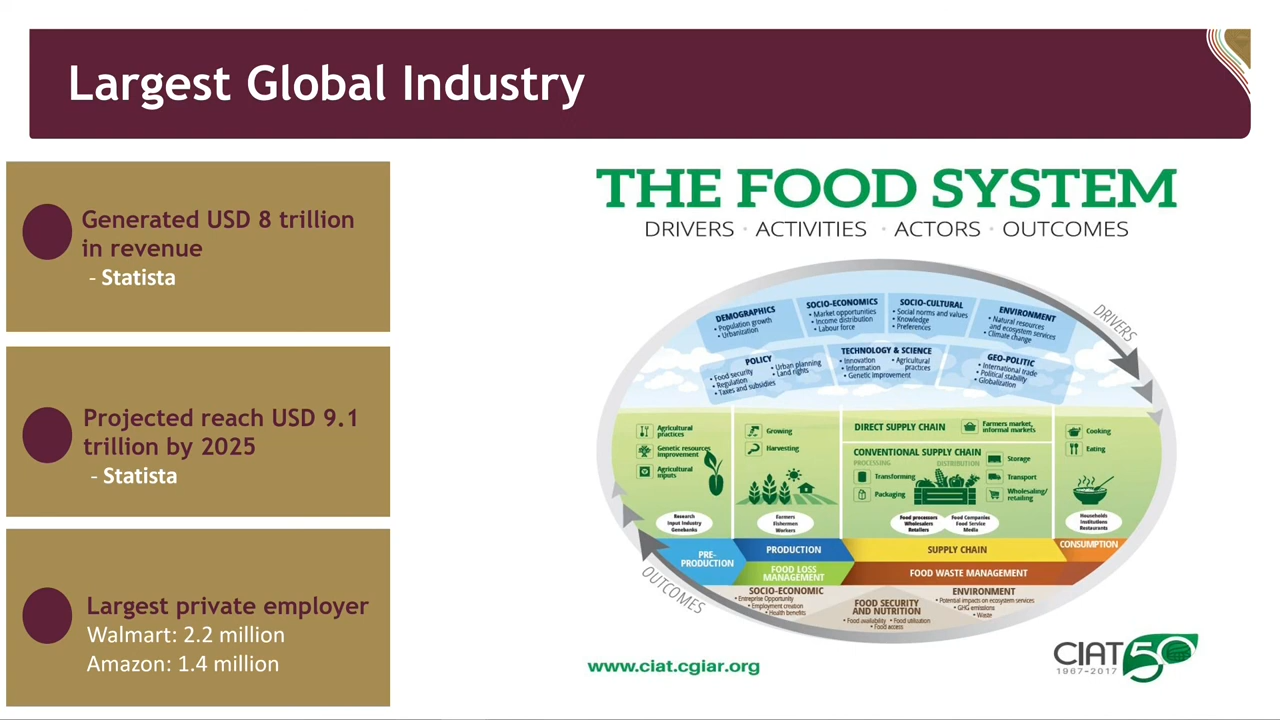 Largest Global Industry
Generated USD 8 trillion
in revenue
- Statista
Projected reach USD 9.1
trillion by 2025
- Statista
Largest private employer
Walmart: 2.2 million
Amazon: 1.4 million
THE FOOD SYSTEM
DRIVERS • ACTIVITIES • ACTORS • OUTCOMES
DRIVERS
DEMOGRAPHICS
• Population growth
• Urbanization
SOCIO-ECONOMICS
• Market opportunities
• Income distribution
• Labour force
SOCIO-CULTURAL
• Social norms and values
• Knowledge
• Preferences
ENVIRONMENT
• Natural resources
and ecosystem services
• Climate change
POLICY
• Food security
• Regulation
• Taxes and subsidies
• Urban planning
• Land rights
TECHNOLOGY & SCIENCE
• Innovation
• Information
• Genetic improvement
• Agricultural
practices
GEO-POLITIC
• International trade
• Political stability
• Globalization
Agricultural
practices
Genetic resources
improvement
Agricultural
inputs
Research
Input Industry
Genebanks
Growing
Harvesting
Farmers
Fishermen
Workers
DIRECT SUPPLY CHAIN
Farmers market,
informal markets
CONVENTIONAL SUPPLY CHAIN
PROCESSING
DISTRIBUTION
Transforming
Packaging
Storage
Transport
Wholesaling/
retailing
Food processors
Wholesalers
Retailers
Food Companies
Food Service
Media
Cooking
Eating
Households
Institutions
Restaurants
PRE-
PRODUCTION
PRODUCTION
SUPPLY CHAIN
CONSUMPTION
FOOD LOSS
MANAGEMENT
FOOD WASTE MANAGEMENT
OUTCOMES
SOCIO-ECONOMIC
• Entreprise Opportunity
• Employment creation
• Health benefits
FOOD SECURITY
AND NUTRITION
• Food availability • Food utilisation
• Food access
ENVIRONMENT
• Potential impacts on ecosystem services
• GHG emissions
• Waste
www.ciat.cgiar.org
CIAT 50
1967-2017